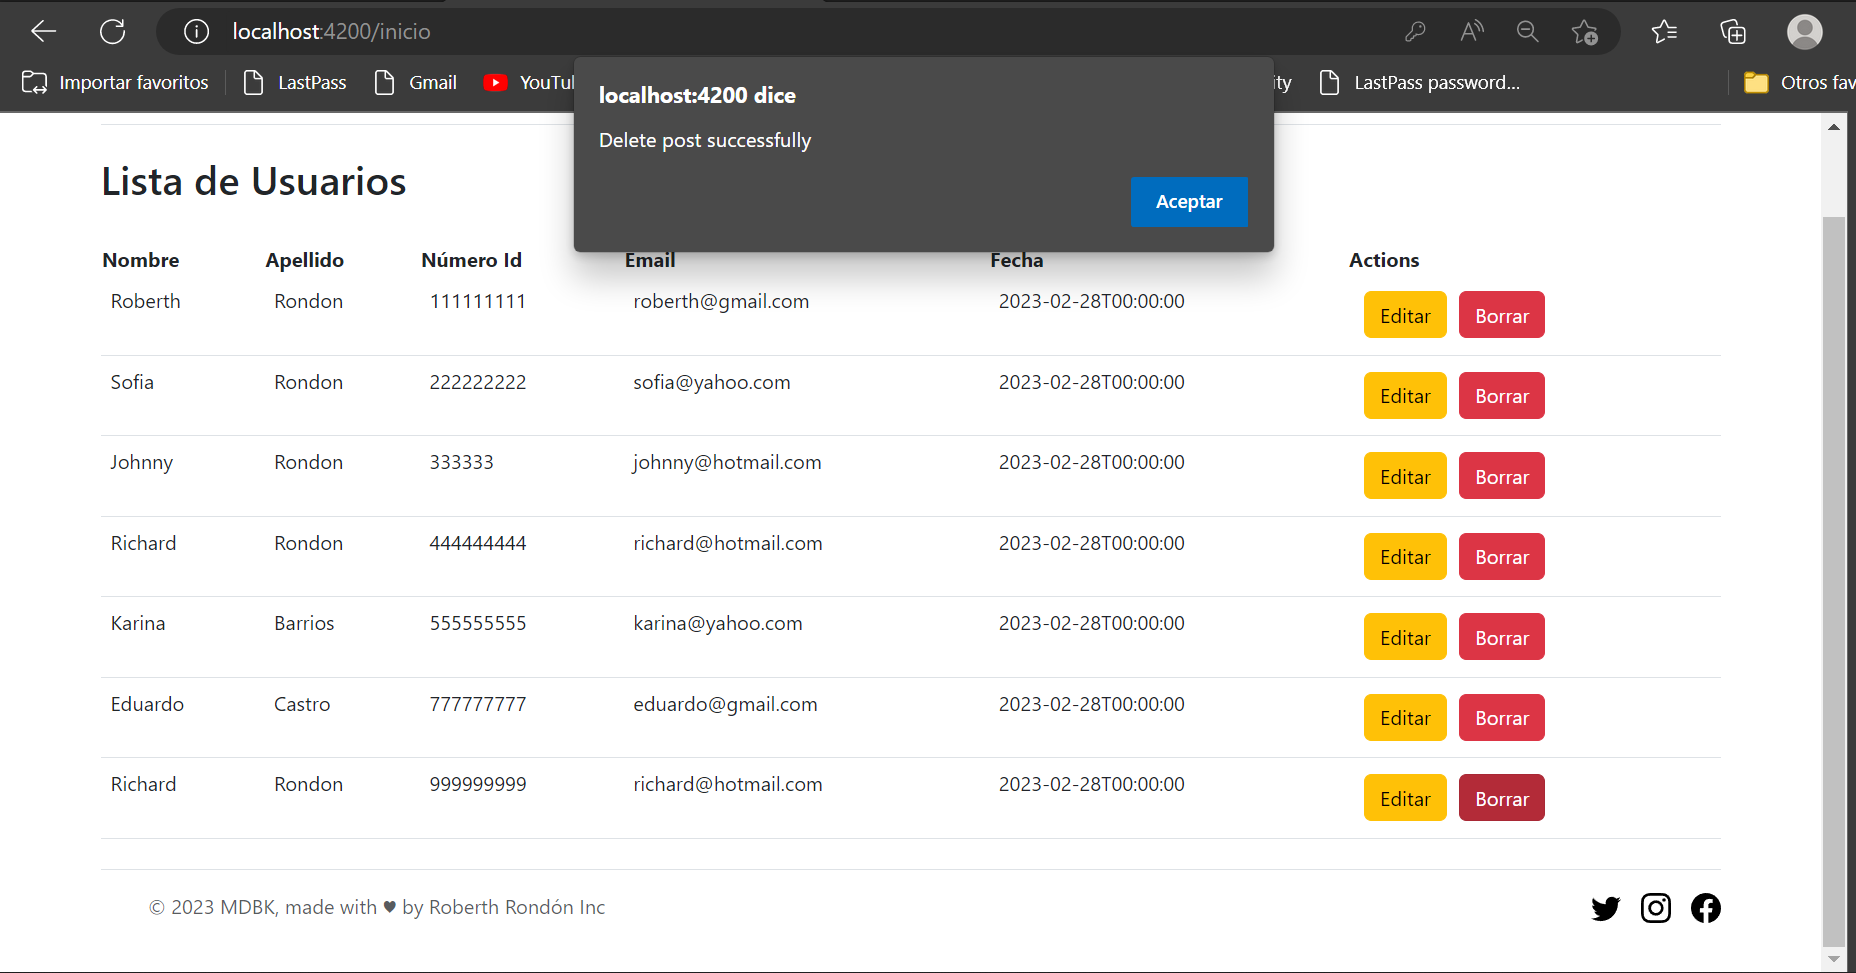 localhost:4200/inicio
Importar favoritos LastPass Gmail YouTu ity LastPass password... Otros fav
localhost:4200 dice
Delete post successfully
Aceptar
Lista de Usuarios
Nombre Apellido Número Id Email Fecha Actions
Roberth Rondon 111111111 roberth@gmail.com 2023-02-28T00:00:00 Editar Borrar
Sofia Rondon 222222222 sofia@yahoo.com 2023-02-28T00:00:00 Editar Borrar
Johnny Rondon 333333 johnny@hotmail.com 2023-02-28T00:00:00 Editar Borrar
Richard Rondon 444444444 richard@hotmail.com 2023-02-28T00:00:00 Editar Borrar
Karina Barrios 555555555 karina@yahoo.com 2023-02-28T00:00:00 Editar Borrar
Eduardo Castro 777777777 eduardo@gmail.com 2023-02-28T00:00:00 Editar Borrar
Richard Rondon 999999999 richard@hotmail.com 2023-02-28T00:00:00 Editar Borrar
© 2023 MDBK, made with ♥ by Roberth Rondón Inc